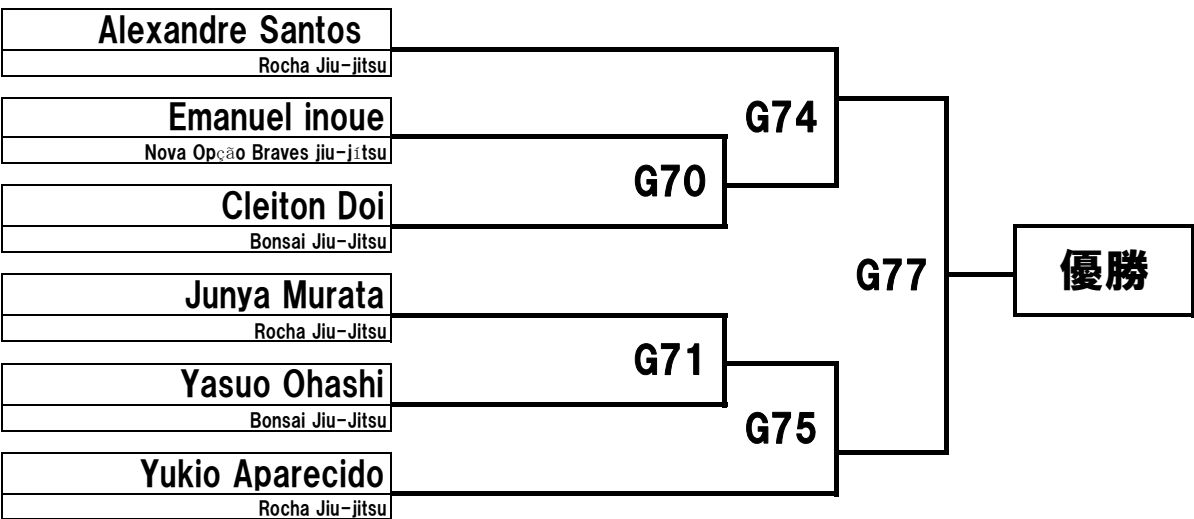 Alexandre Santos
Rocha Jiu-jitsu
Emanuel inoue
Nova Opção Braves jiu-jítsu
Cleiton Doi
Bonsai Jiu-Jitsu
Junya Murata
Rocha Jiu-Jitsu
Yasuo Ohashi
Bonsai Jiu-Jitsu
Yukio Aparecido
Rocha Jiu-jitsu
G70
G71
G74
G75
G77
優勝